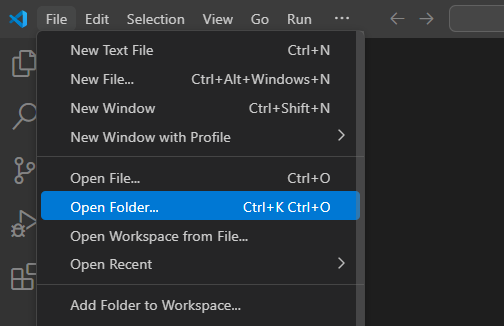 File Edit Selection View Go Run ...
New Text File Ctrl+N
New File... Ctrl+Alt+Windows+N
New Window Ctrl+Shift+N
New Window with Profile
Open File... Ctrl+O
Open Folder... Ctrl+K Ctrl+O
Open Workspace from File...
Open Recent
Add Folder to Workspace...